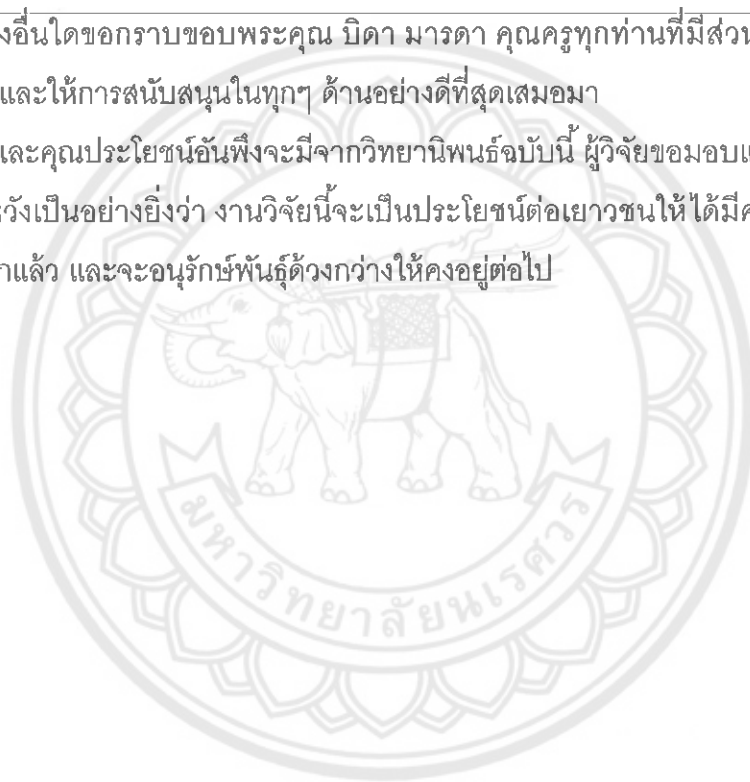 งอื่นใดขอกราบขอบพระคุณ บิดา มารดา คุณครูทุกท่านที่มีส่วน
และให้การสนับสนุนในทุกๆ ด้านอย่างดีที่สุดเสมอมา
และคุณประโยชน์อันพึงจะมีจากวิทยานิพนธ์ฉบับนี้ ผู้วิจัยขอมอบแ
หวังเป็นอย่างยิ่งว่า งานวิจัยนี้จะเป็นประโยชน์ต่อเยาวชนให้ได้มีค
าแล้ว และจะอนุรักษ์พันธุ์ด้วงกว่างให้คงอยู่ต่อไป
มหาวิทยาลัยนเรศวร